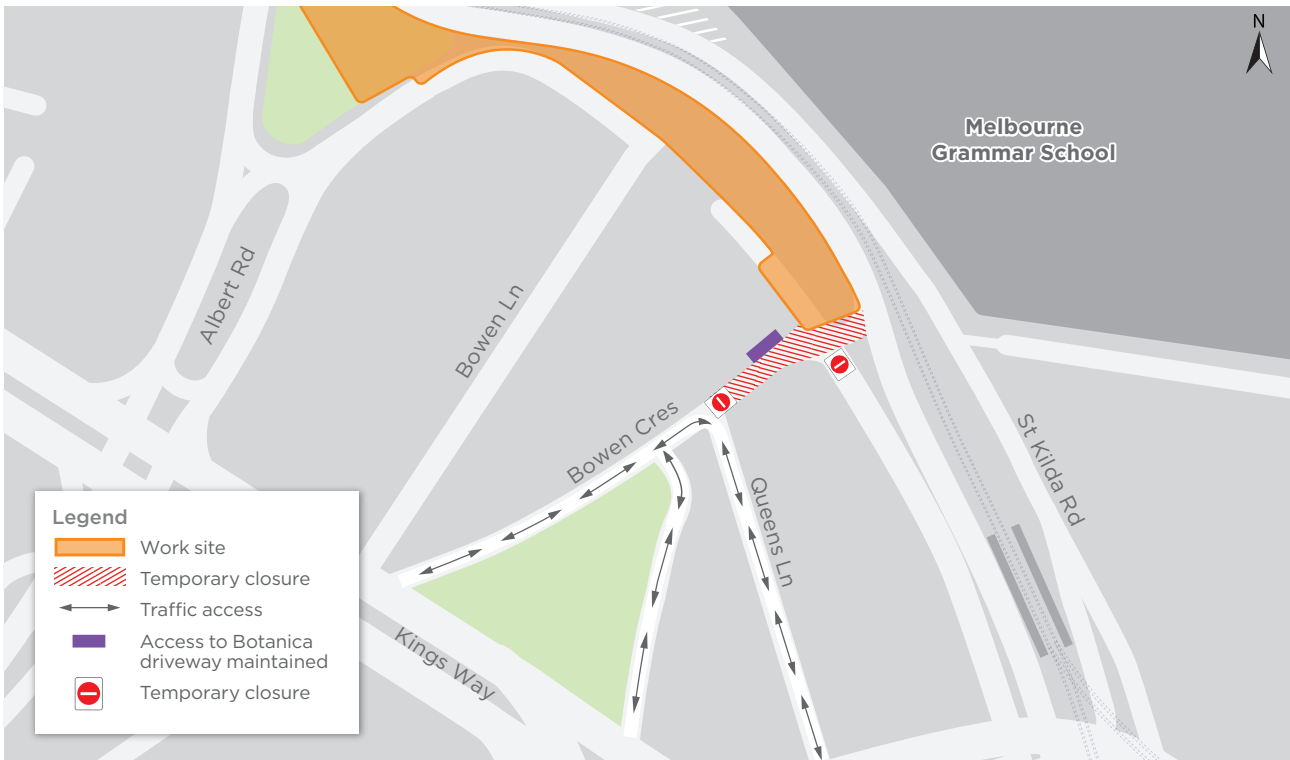 N
Melbourne
Grammar School
Albert Rd
Bowen Ln
Bowen Cres
St Kilda Rd
Queens Ln
Kings Way
Legend
Work site
Temporary closure
Traffic access
Access to Botanica
driveway maintained
Temporary closure